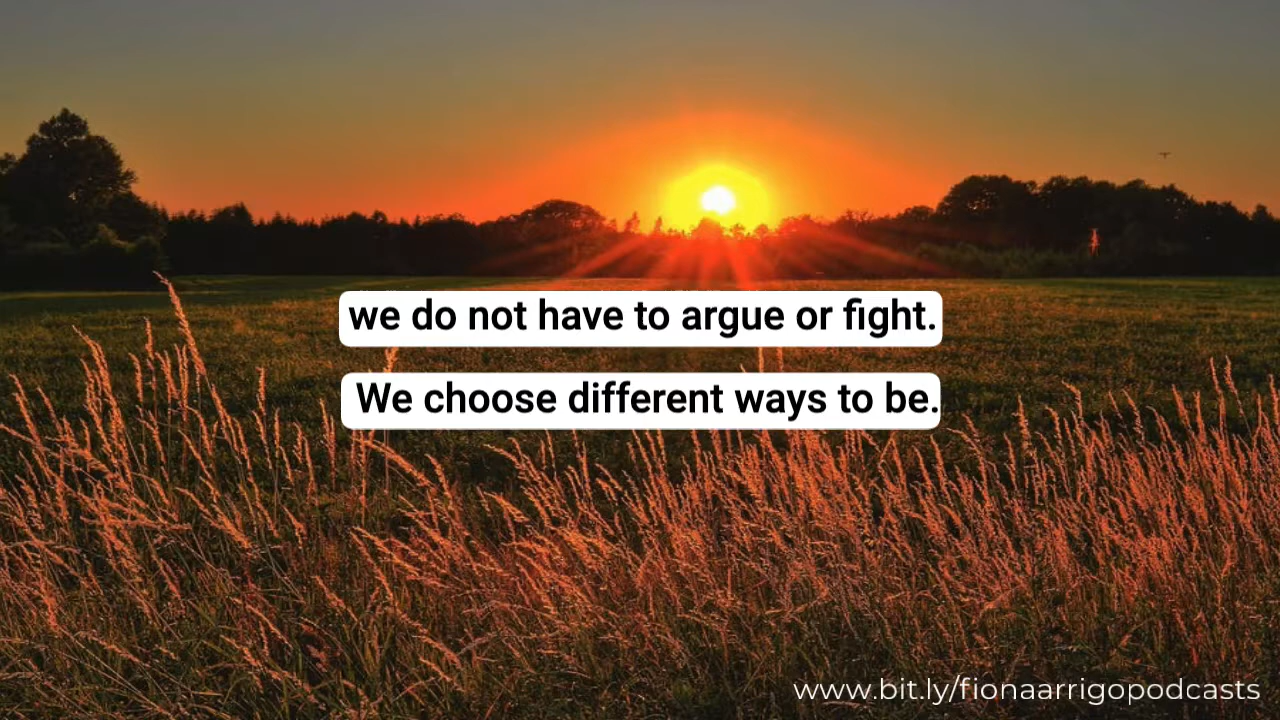 we do not have to argue or fight.
We choose different ways to be.
www.bit.ly/fionaarrigopodcasts